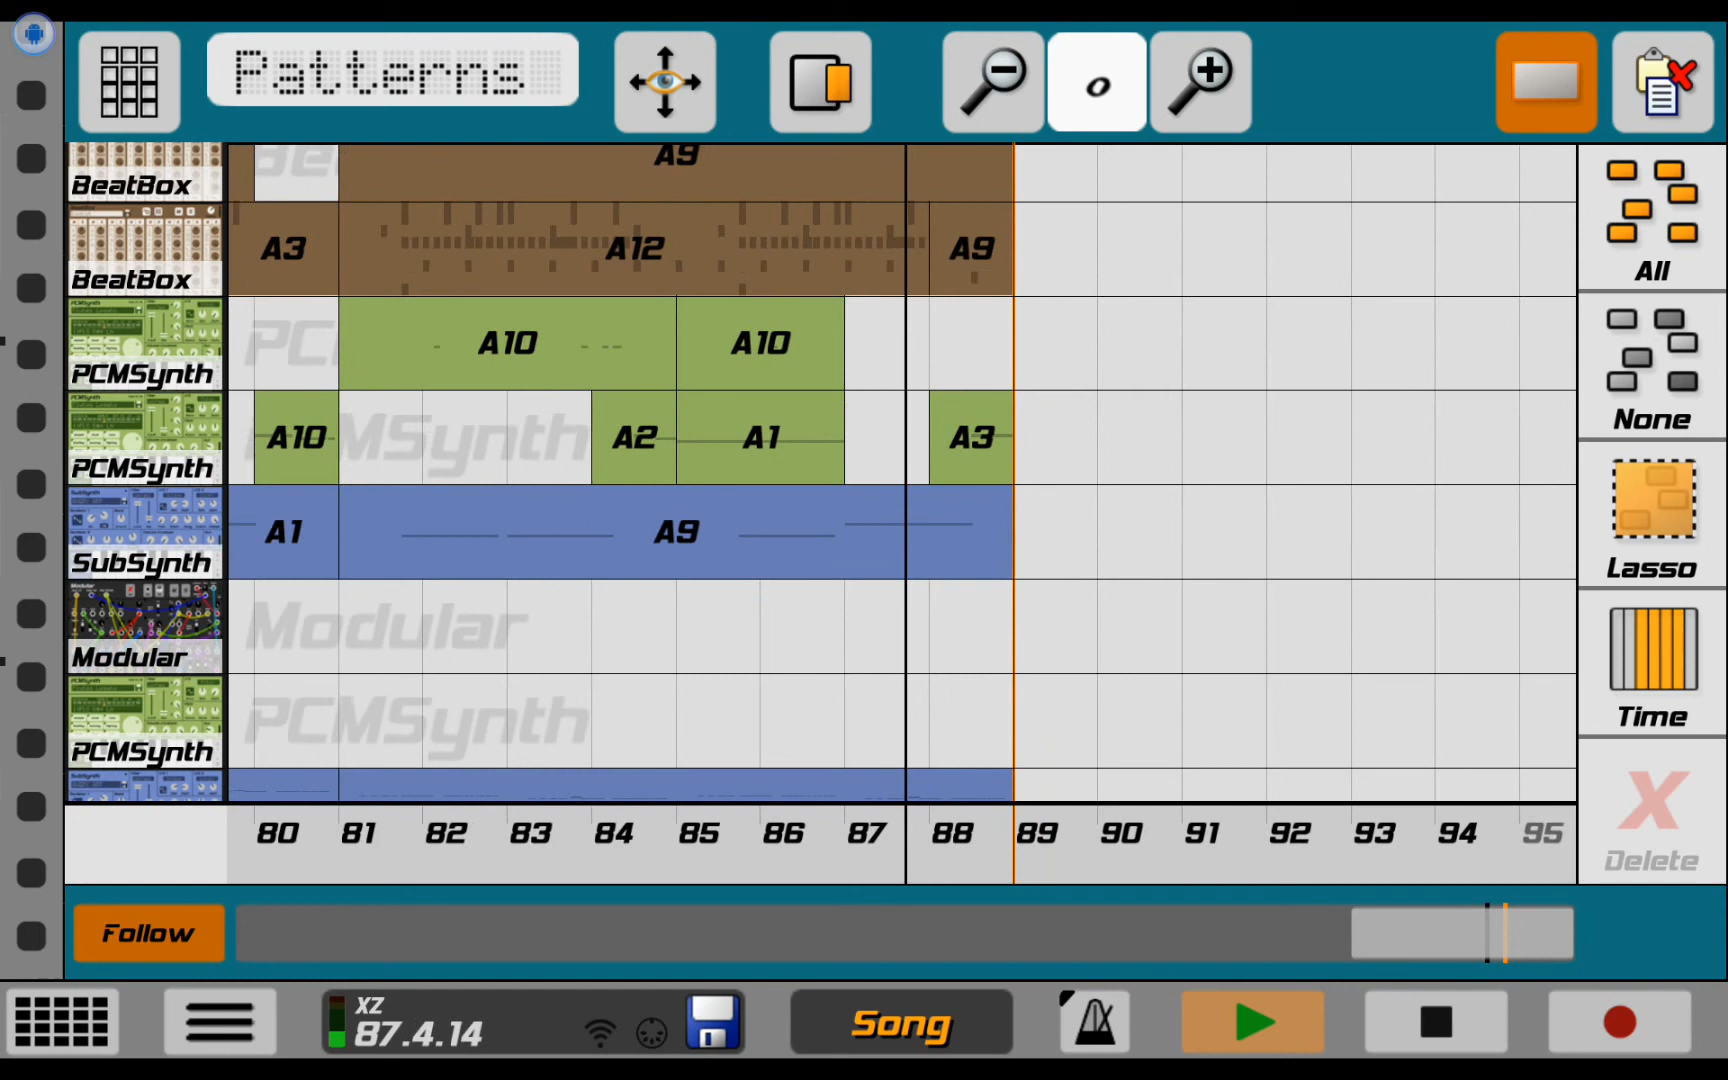 Patterns
o
BeatBox
BeatBox
PCMSynth
PCMSynth
SubSynth
Modular
PCMSynth
A9
A3 A12 A9
A10 A10
A10 MSynth A2 A1 A3
A1 A9
Modular
PCMSynth
80 81 82 83 84 85 86 87 88 89 90 91 92 93 94 95
All
None
Lasso
Time
X
Delete
Follow
XZ
87.4.14
Song